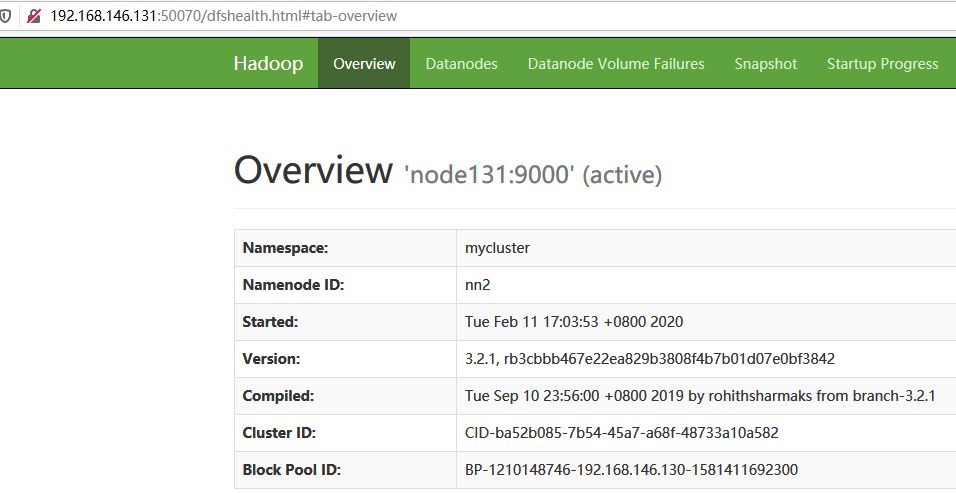 192.168.146.131:50070/dfshealth.html#tab-overview
Hadoop Overview Datanodes Datanode Volume Failures Snapshot Startup Progress
Overview 'node131:9000' (active)
Namespace: mycluster
Namenode ID: nn2
Started: Tue Feb 11 17:03:53 +0800 2020
Version: 3.2.1, rb3cbbb467e22ea829b3808f4b7b01d07e0bf3842
Compiled: Tue Sep 10 23:56:00 +0800 2019 by rohithsharmaks from branch-3.2.1
Cluster ID: CID-ba52b085-7b54-45a7-a68f-48733a10a582
Block Pool ID: BP-1210148746-192.168.146.130-1581411692300